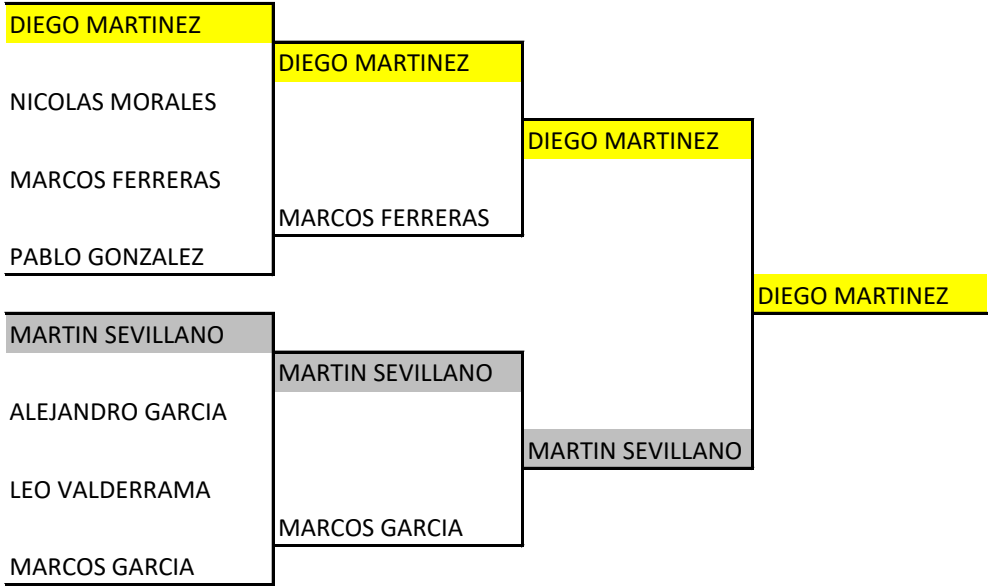 DIEGO MARTINEZ
DIEGO MARTINEZ
NICOLAS MORALES
DIEGO MARTINEZ
MARCOS FERRERAS
MARCOS FERRERAS
PABLO GONZALEZ
DIEGO MARTINEZ
MARTIN SEVILLANO
MARTIN SEVILLANO
ALEJANDRO GARCIA
MARTIN SEVILLANO
LEO VALDERRAMA
MARCOS GARCIA
MARCOS GARCIA